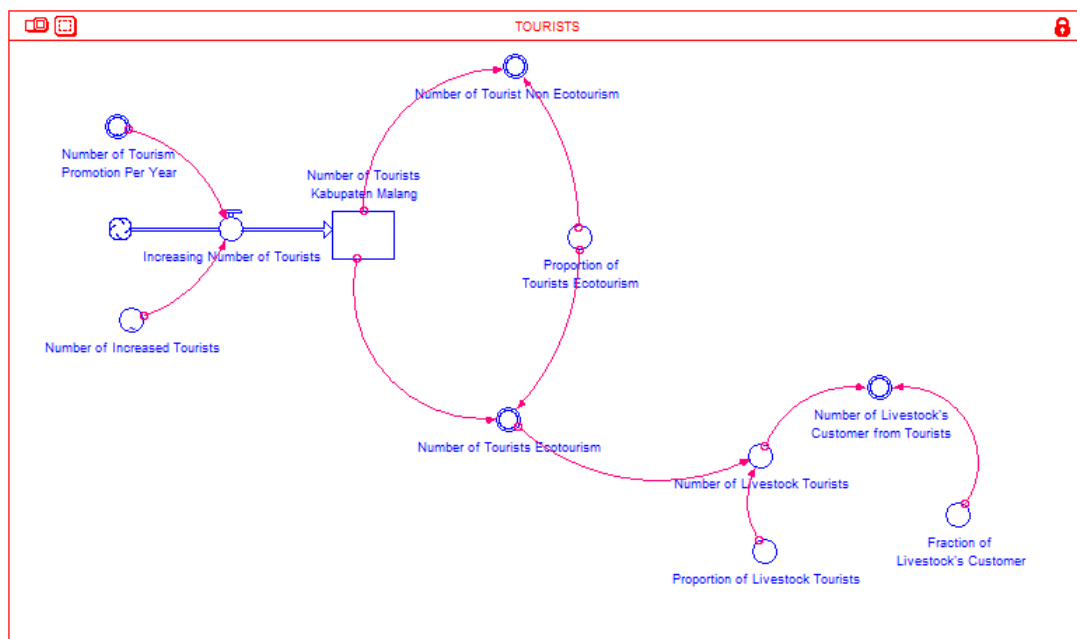 TOURISTS
Number of Tourist Non Ecotourism
Number of Tourism
Promotion Per Year
Number of Tourists
Kabupaten Malang
Increasing Number of Tourists
Proportion of
Tourists Ecotourism
Number of Increased Tourists
Number of Livestock's
Customer from Tourists
Number of Tourists Ecotourism
Number of Livestock Tourists
Fraction of
Livestock's Customer
Proportion of Livestock Tourists